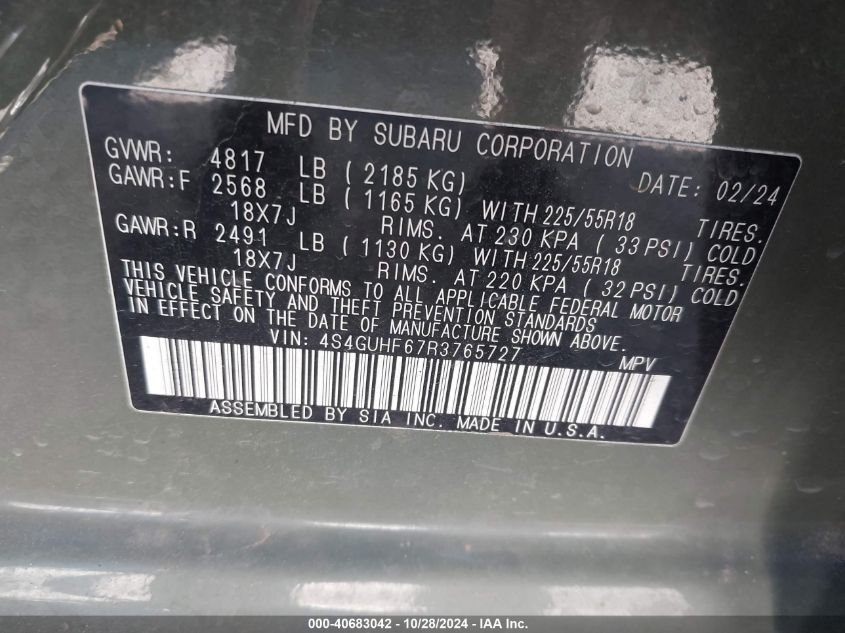 MFD BY SUBARU CORPORATION
GVWR: 4817 LB ( 2185 KG) DATE: 02/24
GAWR:F 2568 LB ( 1165 KG) WITH 225/55R18 TIRES.
18X7J RIMS. AT 230 KPA ( 33 PSI) COLD
GAWR:R 2491 LB ( 1130 KG) WITH 225/55R18 TIRES.
18X7J RIMS. AT 220 KPA ( 32 PSI) COLD
THIS VEHICLE CONFORMS TO ALL APPLICABLE FEDERAL MOTOR
VEHICLE SAFETY AND THEFT PREVENTION STANDARDS
IN EFFECT ON THE DATE OF MANUFACTURE SHOWN ABOVE.
VIN: 4S4GUHF67R3765727 MPV
ASSEMBLED BY SIA INC. MADE IN U.S.A.
000-40683042 - 10/28/2024 - IAA Inc.